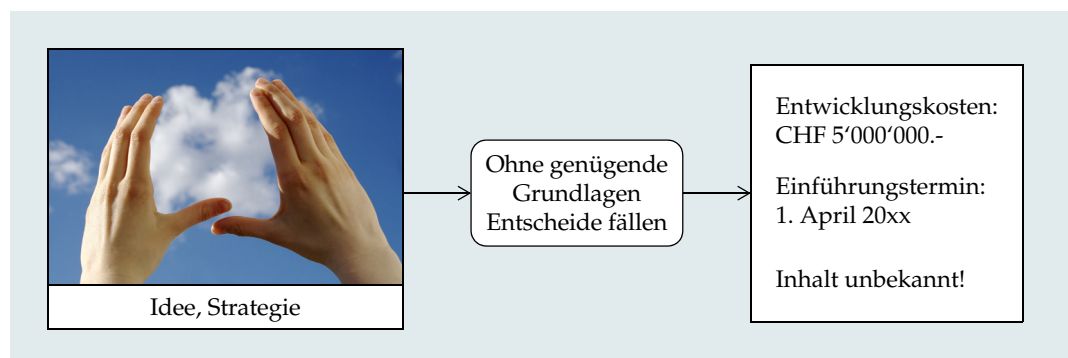 Idee, Strategie
Ohne genügende
Grundlagen
Entscheide fällen
Entwicklungskosten:
CHF 5‘000‘000.-
Einführungstermin:
1. April 20xx
Inhalt unbekannt!